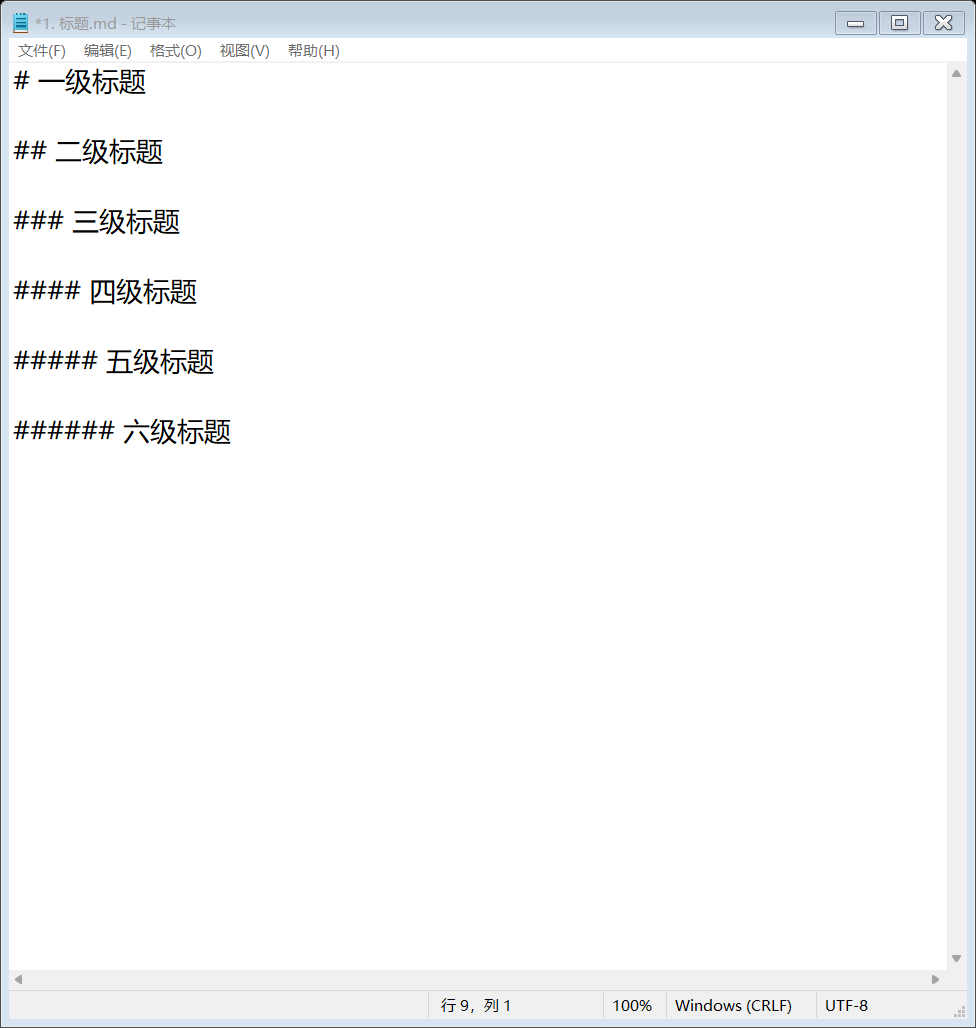 *1. 标题.md - 记事本
文件(F) 编辑(E) 格式(O) 视图(V) 帮助(H)
# 一级标题
## 二级标题
### 三级标题
#### 四级标题
##### 五级标题
###### 六级标题
行 9，列 1 100% Windows (CRLF) UTF-8